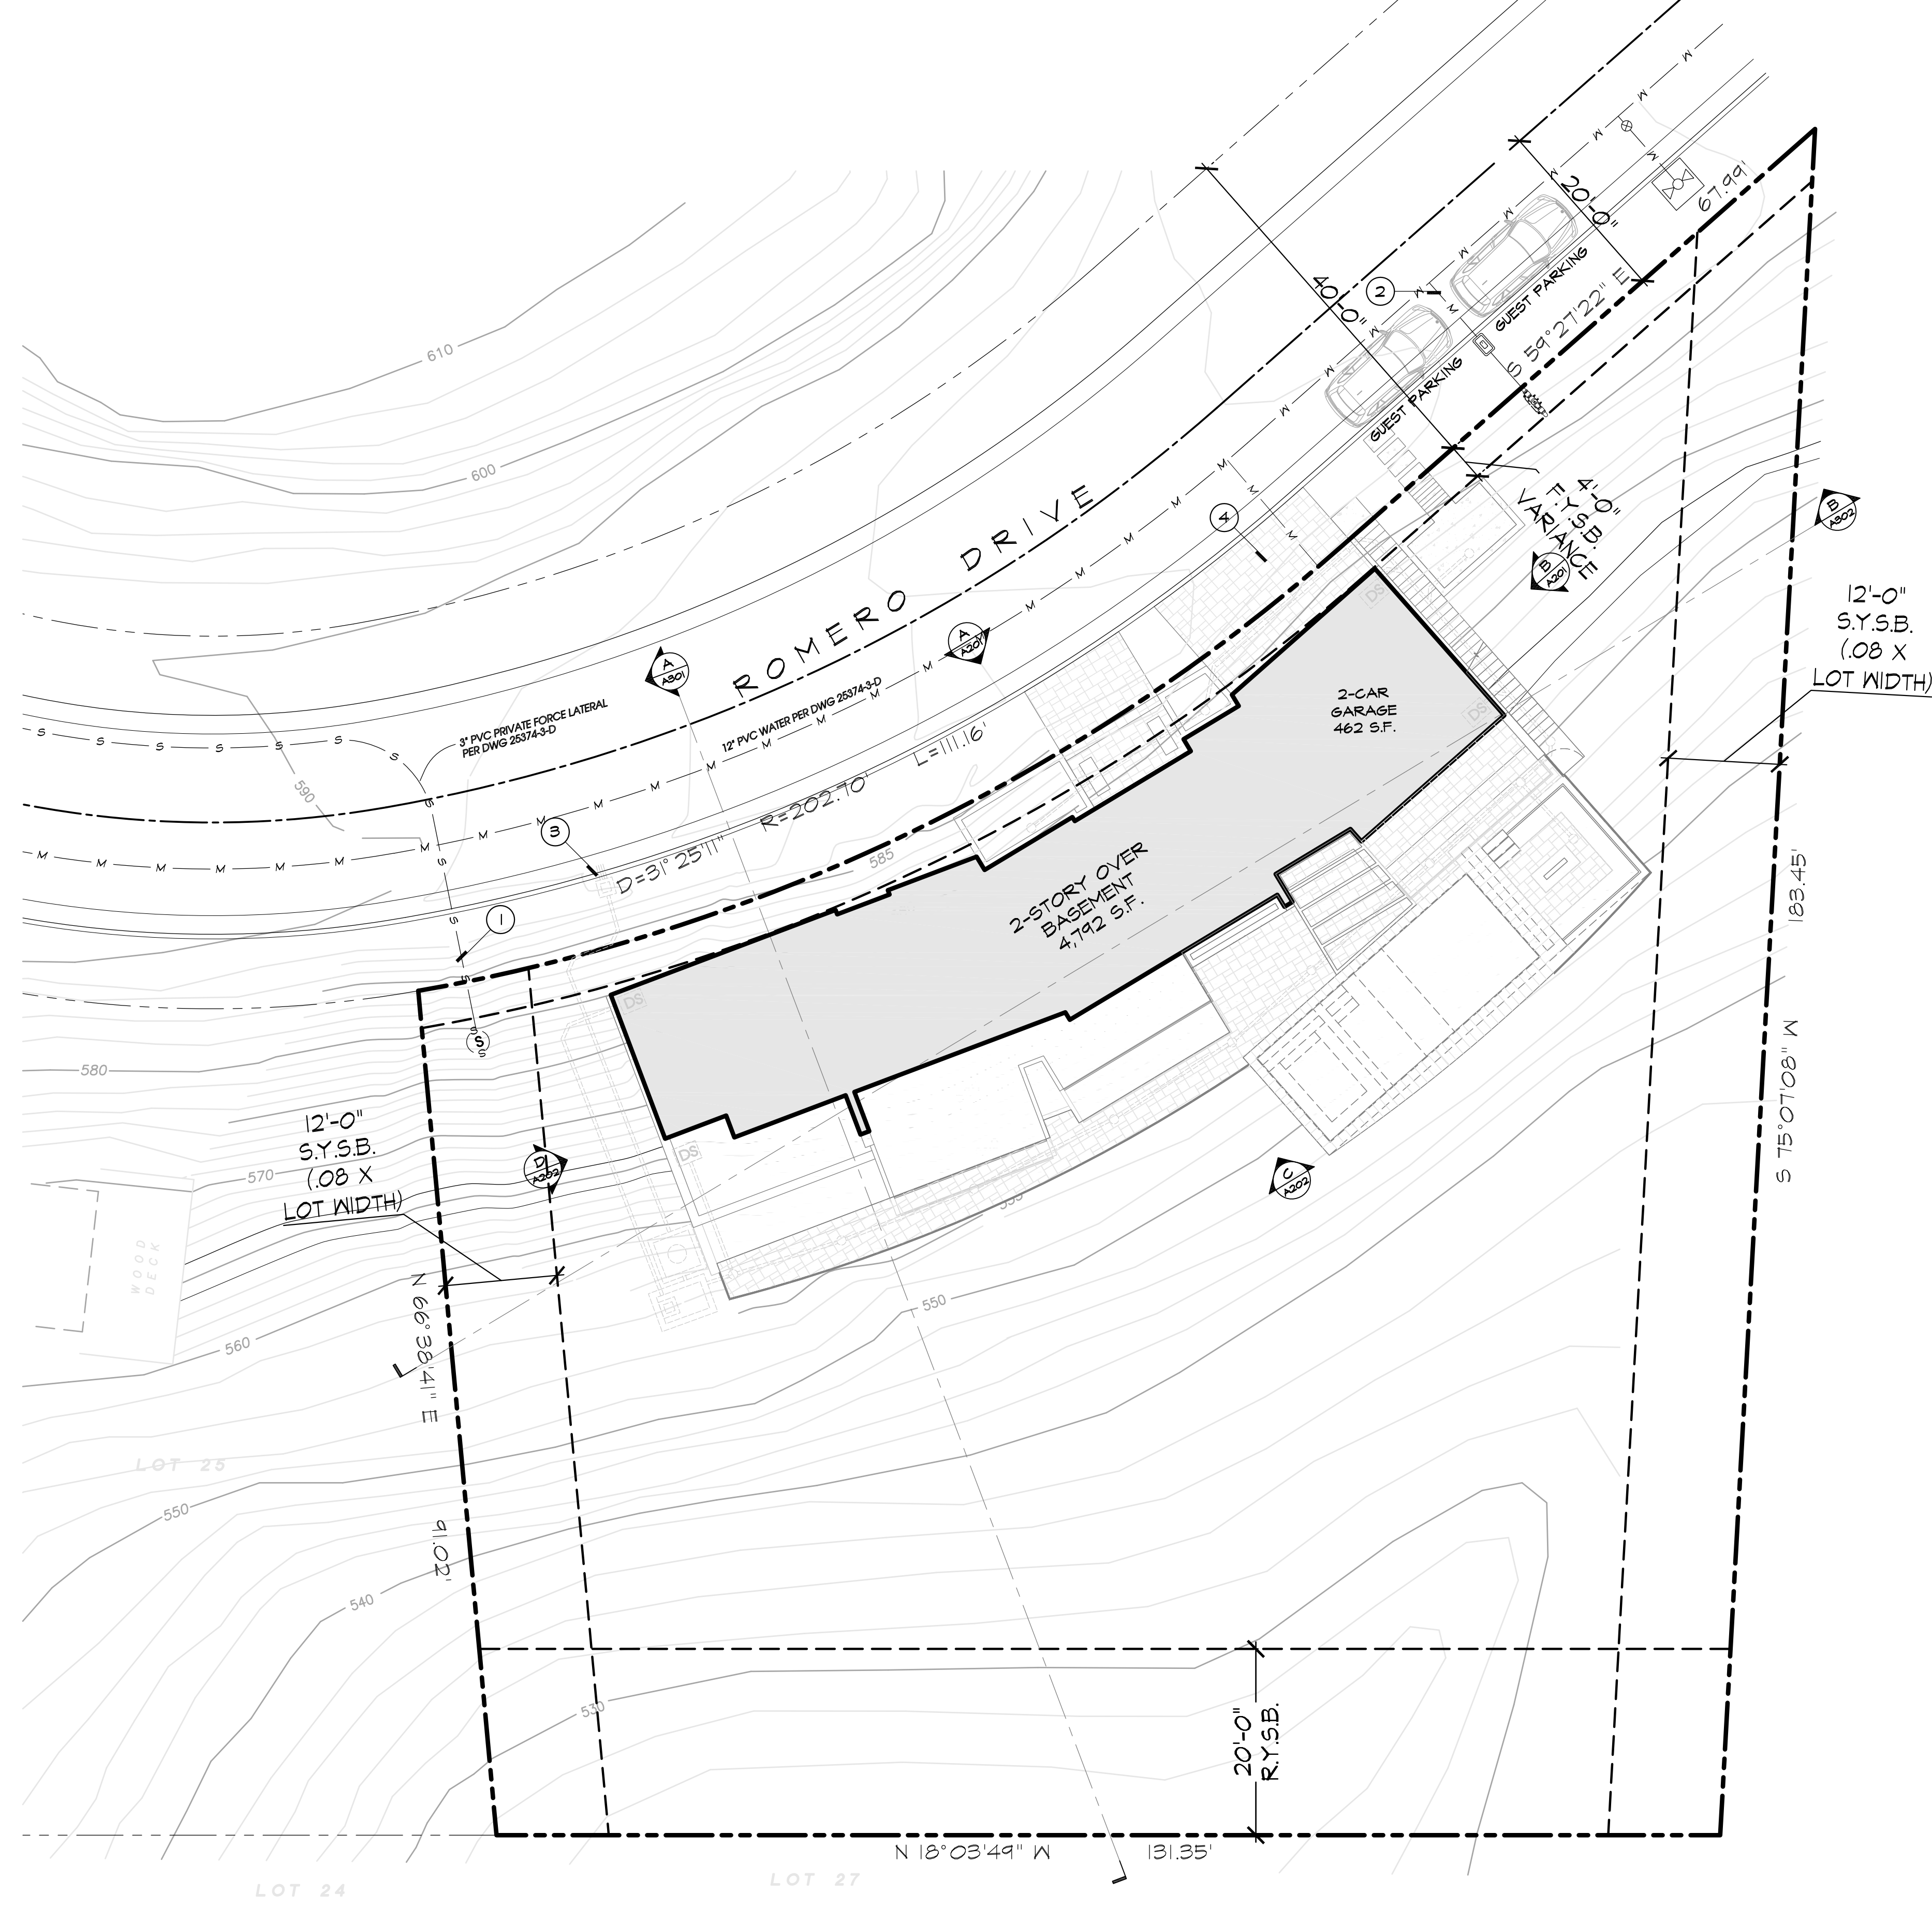 67.99'
20'-0"
GUEST PARKING
S 59°27'22" E
2
40'-0"
GUEST PARKING
610
600
4
4'-0"
F.Y.S.B.
VARIANCE
B
A302
B
A201
ROMERO DRIVE
A
A301
A
A201
12'-0"
S.Y.S.B.
(.08 X
LOT WIDTH)
3" PVC PRIVATE FORCE LATERAL
PER DWG 25374-3-D
12" PVC WATER PER DWG 25374-3-D
590
DS
DS
2-CAR
GARAGE
462 S.F.
L=111.16'
R=202.70'
D=31°25'11"
3
585
1
2-STORY OVER
BASEMENT
4,792 S.F.
183.45'
S 75°07'08" W
DS
S
580
12'-0"
S.Y.S.B.
(.08 X
LOT WIDTH)
570
D
A202
DS
C
A202
WOOD
DECK
560
550
N 66°38'41" E
91.02'
LOT 25
550
540
530
20'-0"
R.Y.S.B.
N 18°03'49" W 131.35'
LOT 24
LOT 27